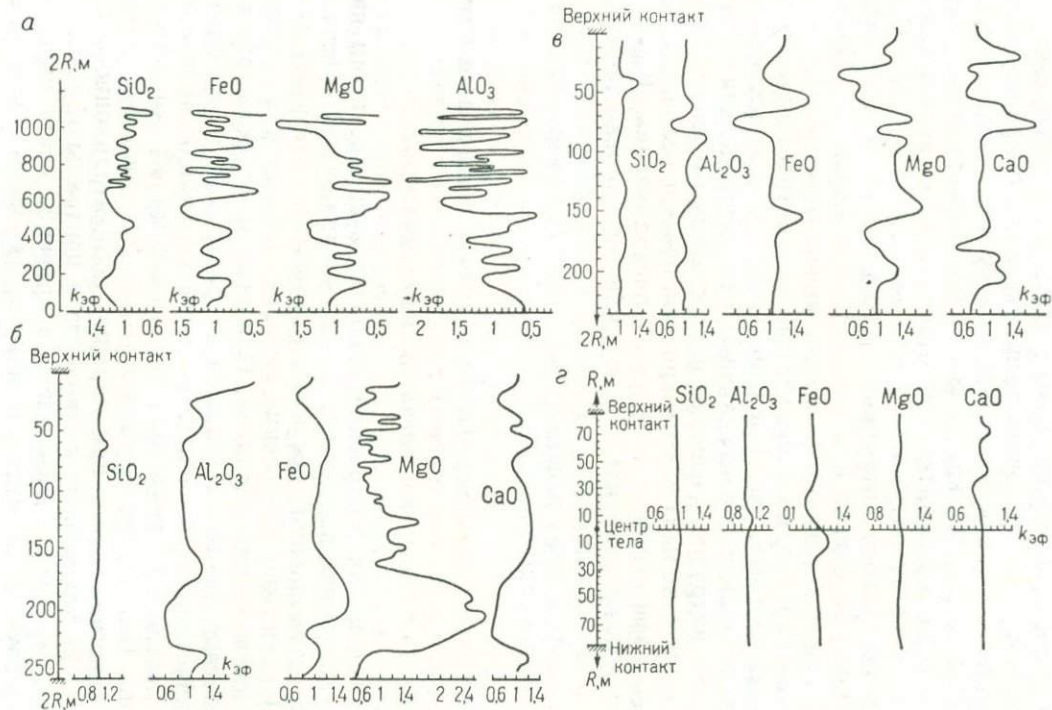 а
2R,м
SiO₂ FeO MgO AlO₃
1000
800
600
400
200
0
kэф kэф kэф kэф
1,4 1 0,6 1,5 1 0,5 1,5 1 0,5 2 1,5 1 0,5
б
Верхний контакт
0
50
100
150
200
250
SiO₂ Al₂O₃ FeO MgO CaO
kэф
2R,м 0,8 1,2 0,6 1 1,4 0,6 1 1,4 0,6 1 1,4 2 2,4 0,6 1 1,4
в
Верхний контакт
0
50
100
150
200
SiO₂ Al₂O₃ FeO MgO CaO
kэф
1 1,4 0,6 1 1,4 0,6 1 1,4 0,6 1 1,4 0,6 1 1,4
2R,м
г
R,м
SiO₂ Al₂O₃ FeO MgO CaO
Верхний контакт
70
50
30
10
0,6 1 1,4 0,8 1,2 0,1 1 1,4 0,8 1,2 0,6 1,4
Центр тела
kэф
10
30
50
70
Нижний контакт
R,м